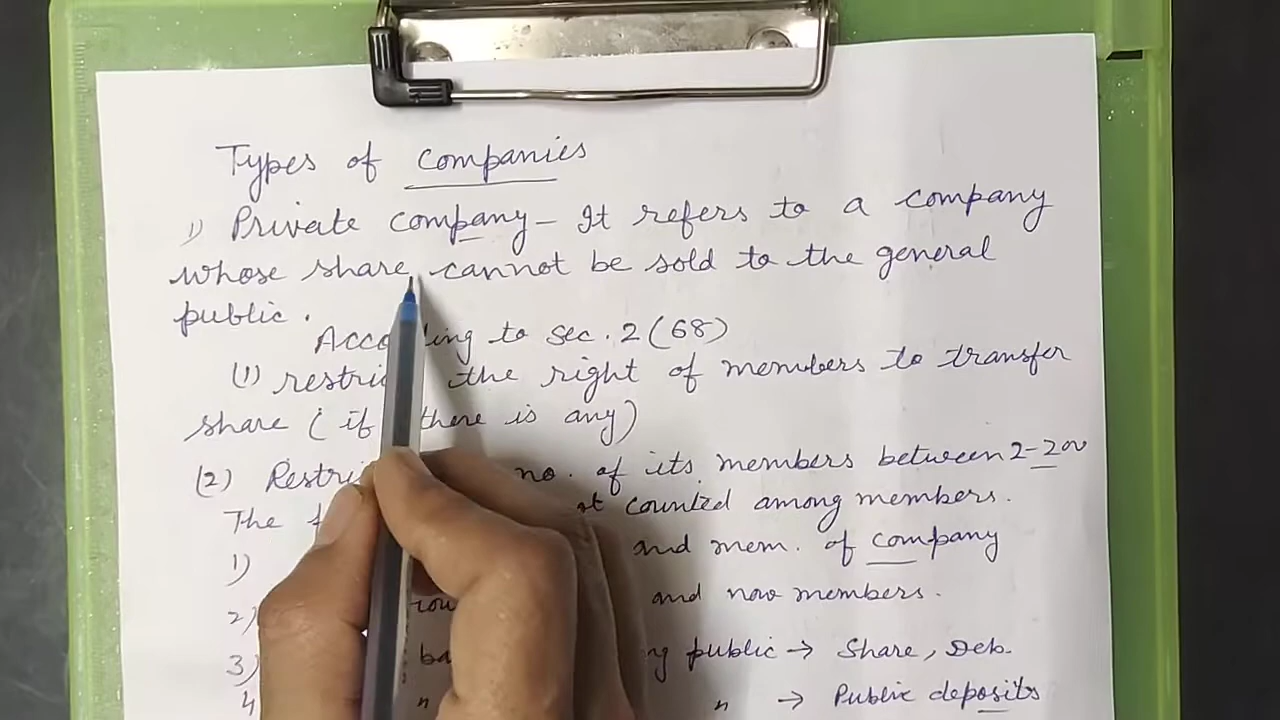 Types of companies
1) Private company - It refers to a company
whose share cannot be sold to the general
public.
According to sec. 2 (68)
(1) the right of members to transfer
share ( if there is any)
(2) no. of its members between 2-200
The counted among members.
1) and mem. of company
2) and now members.
3) public → Share, Deb.
4 " " → Public deposits